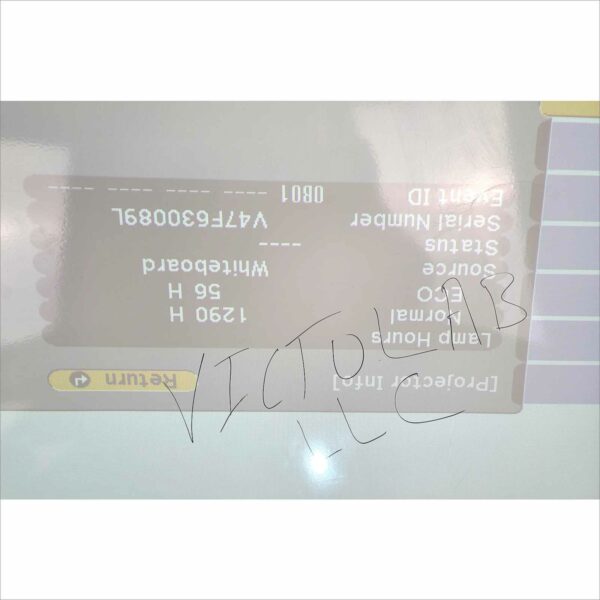 [Projector Info] Return
Lamp Hours
Normal 1290 H
ECO 56 H
Source Whiteboard
Status ----
Serial Number V47F630089L
Event ID 0B01 ---- ---- ----
VICTOLAB
LLC